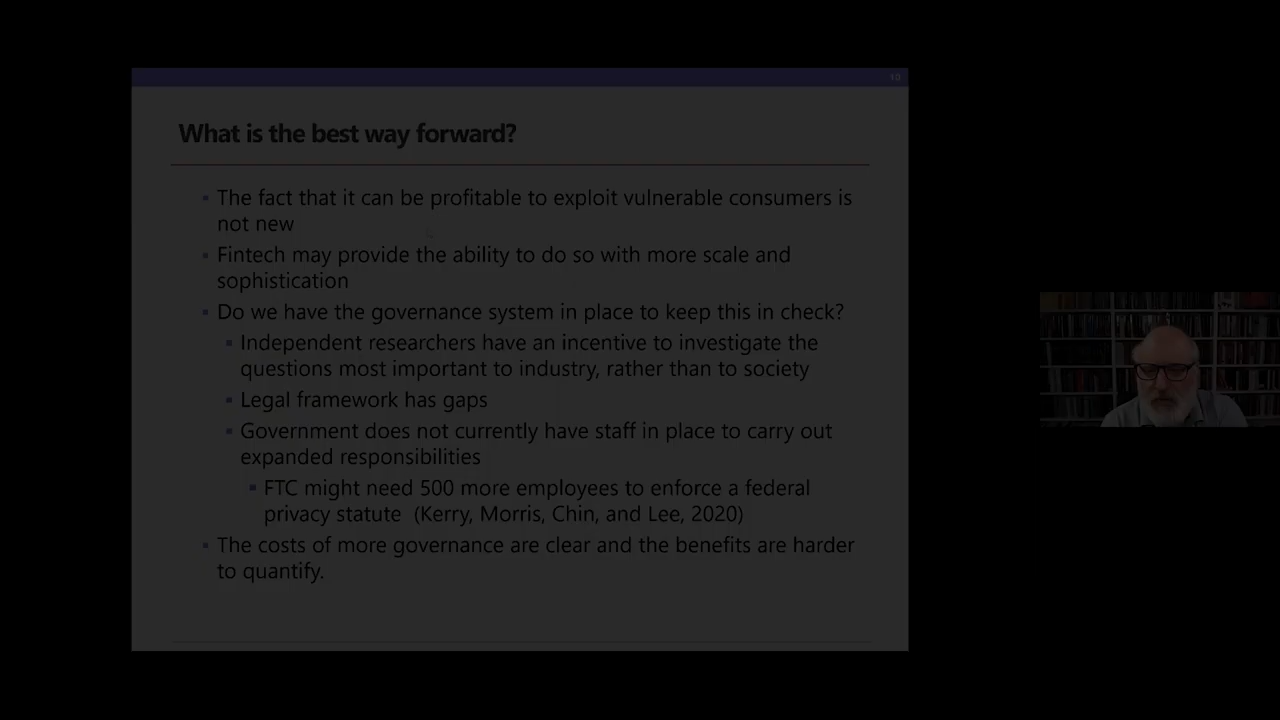 What is the best way forward?
The fact that it can be profitable to exploit vulnerable consumers is
not new
Fintech may provide the ability to do so with more scale and
sophistication
Do we have the governance system in place to keep this in check?
Independent researchers have an incentive to investigate the
questions most important to industry, rather than to society
Legal framework has gaps
Government does not currently have staff in place to carry out
expanded responsibilities
FTC might need 500 more employees to enforce a federal
privacy statute (Kerry, Morris, Chin, and Lee, 2020)
The costs of more governance are clear and the benefits are harder
to quantify.